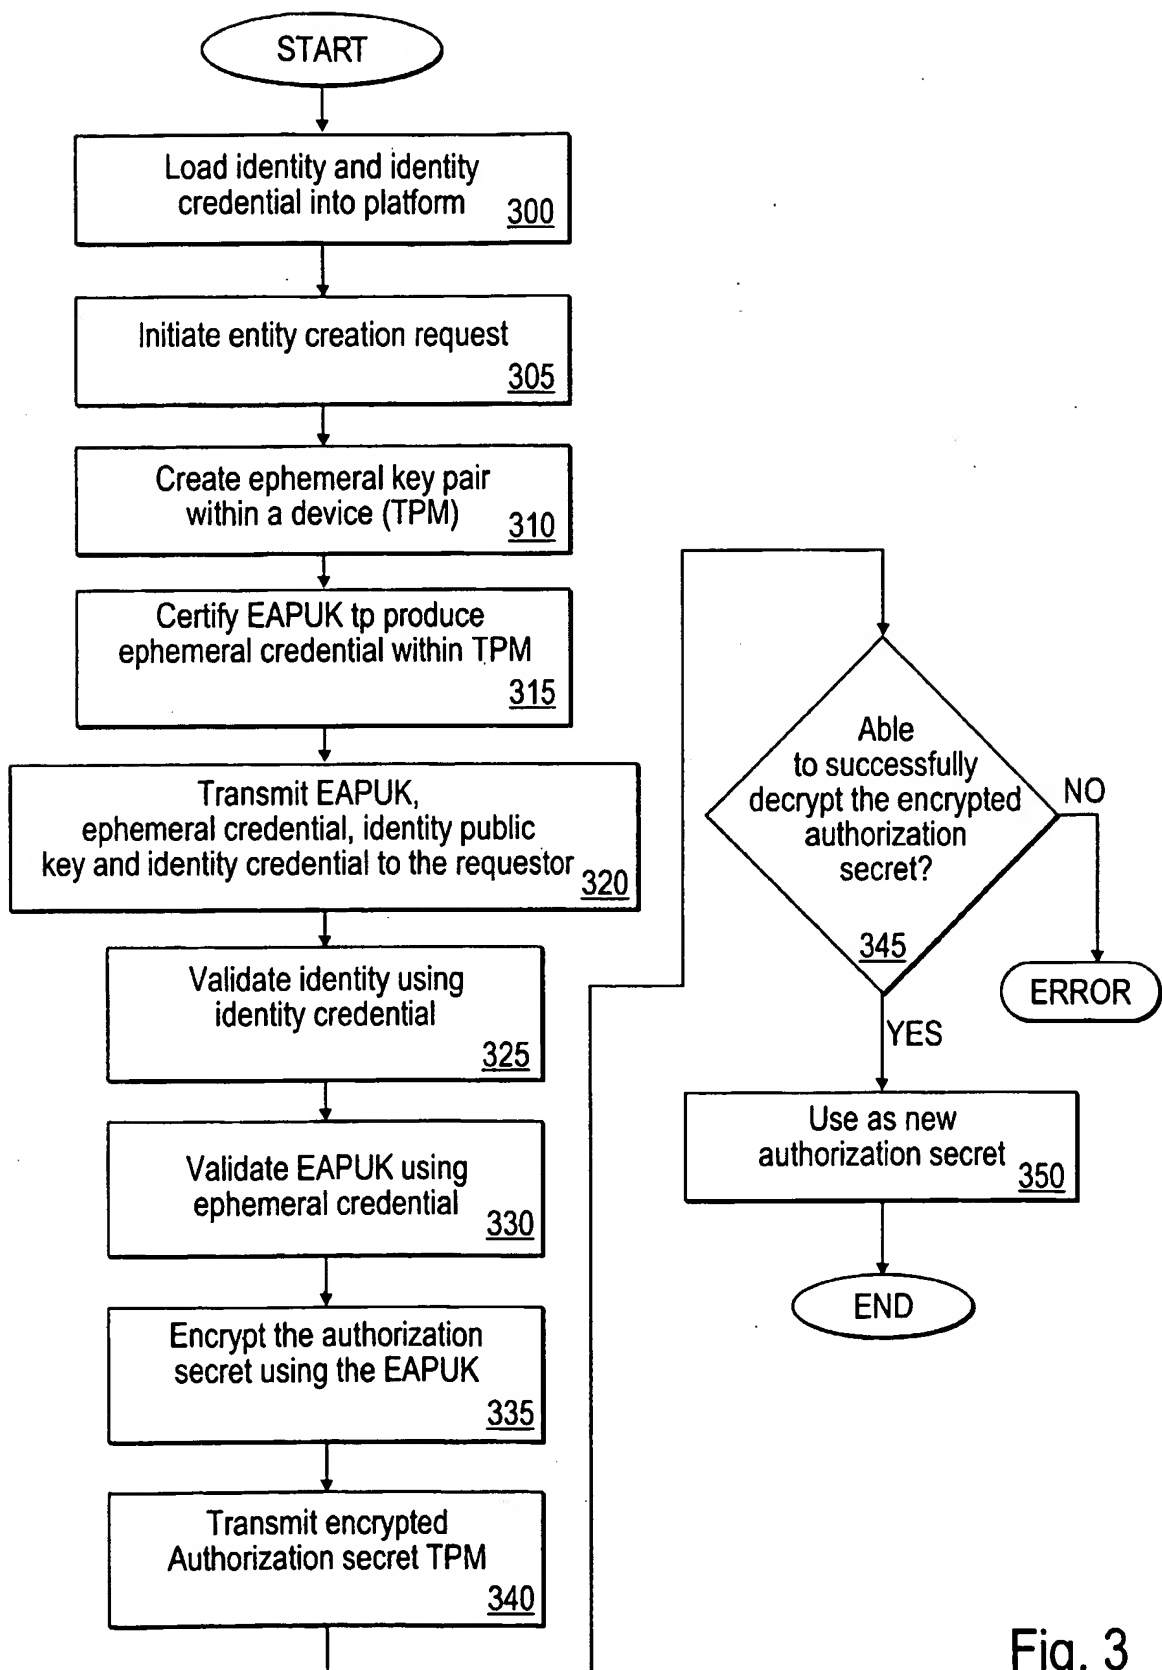 START
Load identity and identity
credential into platform
300
Initiate entity creation request
305
Create ephemeral key pair
within a device (TPM)
310
Certify EAPUK tp produce
ephemeral credential within TPM
315
Transmit EAPUK,
ephemeral credential, identity public
key and identity credential to the requestor
320
Validate identity using
identity credential
325
Validate EAPUK using
ephemeral credential
330
Encrypt the authorization
secret using the EAPUK
335
Transmit encrypted
Authorization secret TPM
340
Able
to successfully
decrypt the encrypted
authorization
secret?
345
NO
ERROR
YES
Use as new
authorization secret
350
END
Fig. 3